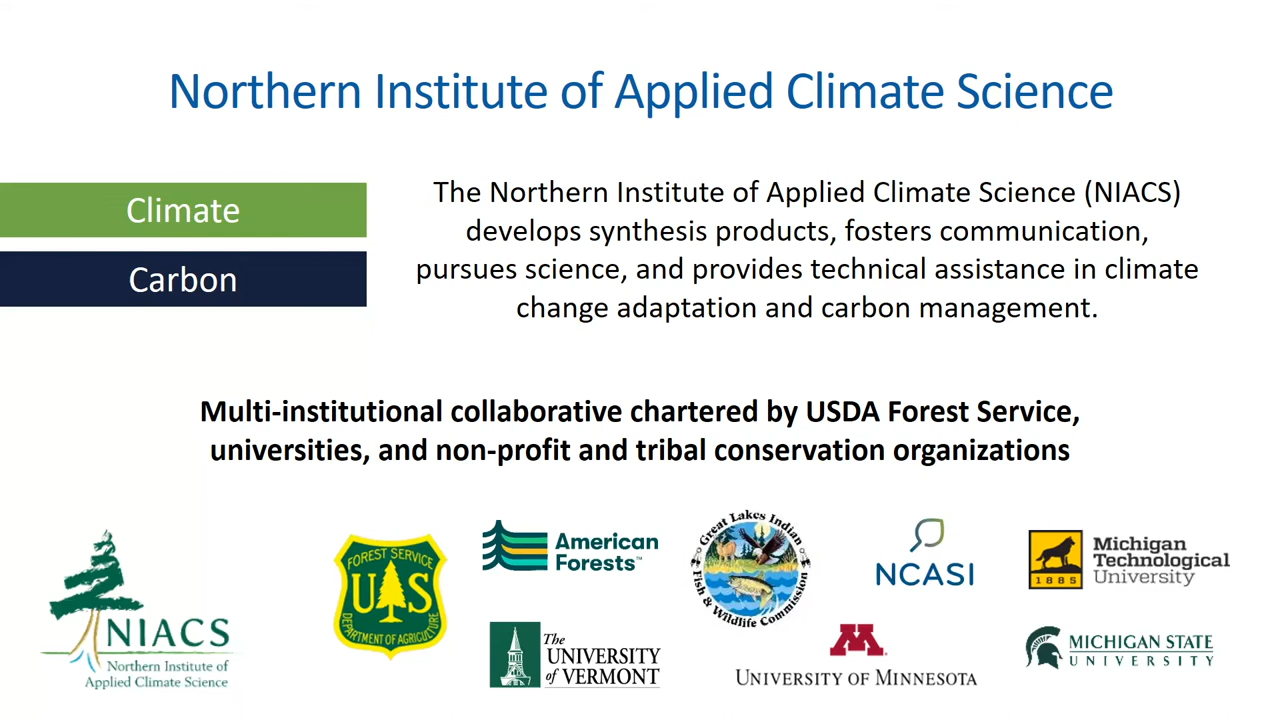 Northern Institute of Applied Climate Science
Climate
Carbon
The Northern Institute of Applied Climate Science (NIACS)
develops synthesis products, fosters communication,
pursues science, and provides technical assistance in climate
change adaptation and carbon management.
Multi-institutional collaborative chartered by USDA Forest Service,
universities, and non-profit and tribal conservation organizations
NIACS
Northern Institute of
Applied Climate Science
FOREST SERVICE
U S
DEPARTMENT OF AGRICULTURE
American
Forests™
The
UNIVERSITY
of VERMONT
Great Lakes Indian
Fish & Wildlife Commission
NCASI
M
UNIVERSITY OF MINNESOTA
1885
Michigan
Technological
University
MICHIGAN STATE
UNIVERSITY